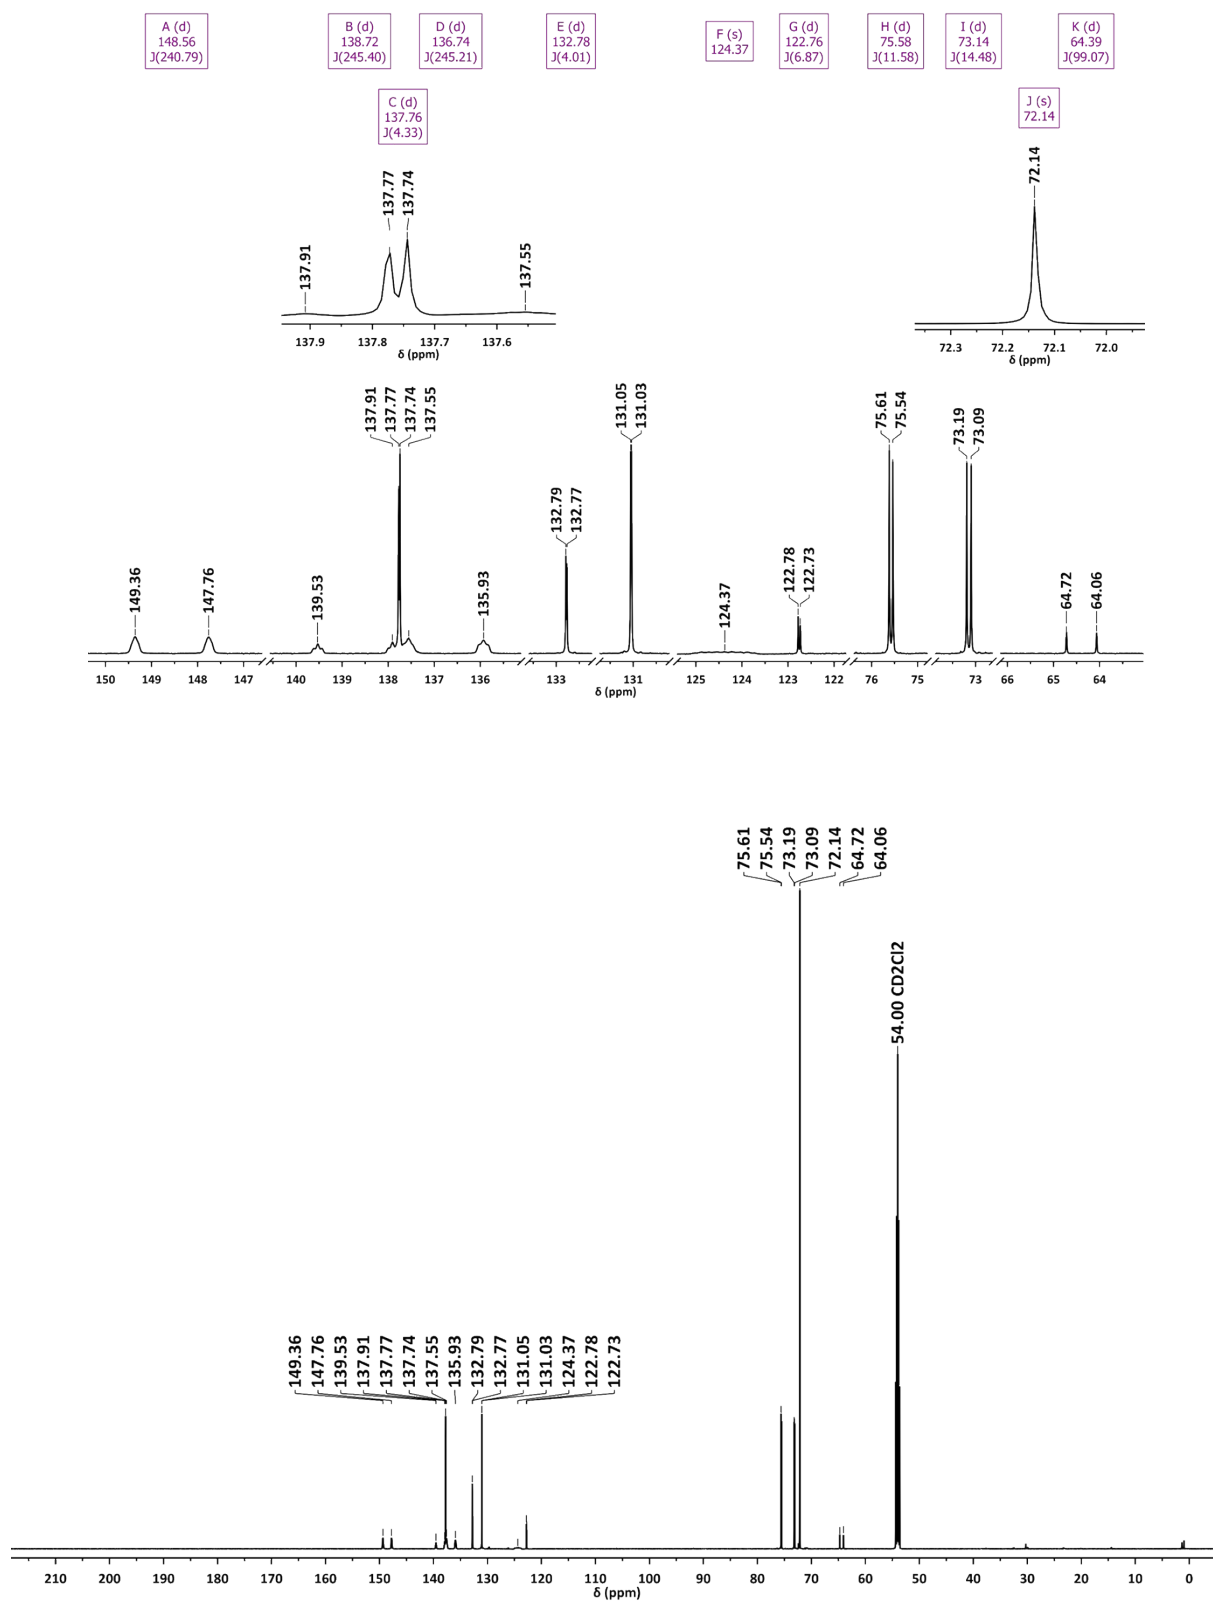 A (d)
148.56
J(240.79)
B (d)
138.72
J(245.40)
D (d)
136.74
J(245.21)
E (d)
132.78
J(4.01)
F (s)
124.37
G (d)
122.76
J(6.87)
H (d)
75.58
J(11.58)
I (d)
73.14
J(14.48)
K (d)
64.39
J(99.07)
C (d)
137.76
J(4.33)
J (s)
72.14
137.91
137.77
137.74
137.55
137.9 137.8 137.7 137.6
δ (ppm)
72.14
72.3 72.2 72.1 72.0
δ (ppm)
149.36
147.76
139.53
137.91
137.77
137.74
137.55
135.93
132.79
132.77
131.05
131.03
124.37
122.78
122.73
75.61
75.54
73.19
73.09
64.72
64.06
150 149 148 147 140 139 138 137 136 133 131 125 124 123 122 76 75 73 66 65 64
δ (ppm)
75.61
75.54
73.19
73.09
72.14
64.72
64.06
54.00 CD2Cl2
149.36
147.76
139.53
137.91
137.77
137.74
137.55
135.93
132.79
132.77
131.05
131.03
124.37
122.78
122.73
210 200 190 180 170 160 150 140 130 120 110 100 90 80 70 60 50 40 30 20 10 0
δ (ppm)